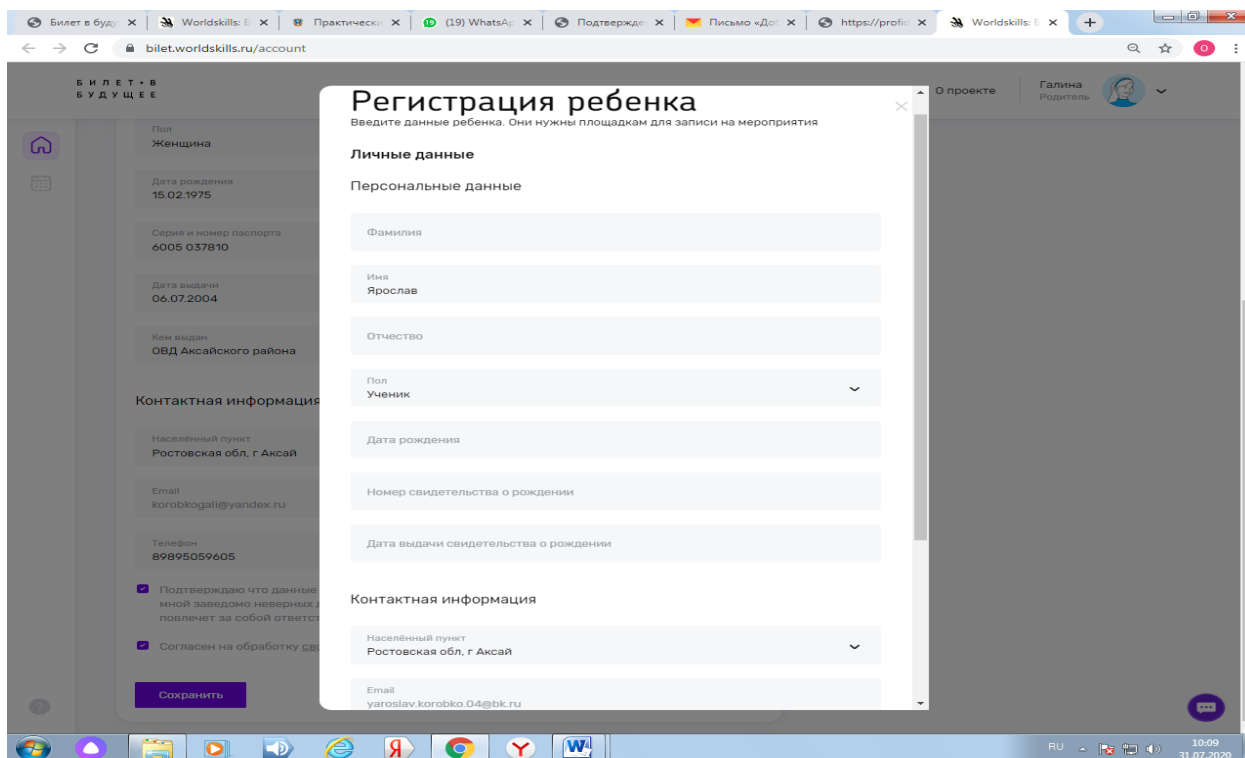 Билет в буду
Worldskills: Б
Практически
(19) WhatsAp
Подтвержде
Письмо «Доб
https://profic
Worldskills: Б
bilet.worldskills.ru/account
О
БИЛЕТ • В
БУДУЩЕЕ
О проекте
Галина
Родитель
Пол
Женщина
Дата рождения
15.02.1975
Серия и номер паспорта
6005 037810
Дата выдачи
06.07.2004
Кем выдан
ОВД Аксайского района
Контактная информация
Населённый пункт
Ростовская обл, г Аксай
Email
korobkogali@yandex.ru
Телефон
89895059605
Подтверждаю что данные
мной заведомо неверных
повлечет за собой ответст
Согласен на обработку сво
Сохранить
?
Регистрация ребенка
Введите данные ребенка. Они нужны площадкам для записи на мероприятия
Личные данные
Персональные данные
Фамилия
Имя
Ярослав
Отчество
Пол
Ученик
Дата рождения
Номер свидетельства о рождении
Дата выдачи свидетельства о рождении
Контактная информация
Населённый пункт
Ростовская обл, г Аксай
Email
yaroslav.korobko.04@bk.ru
RU
10:09
31.07.2020